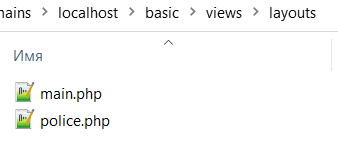 mains > localhost > basic > views > layouts
Имя
main.php
police.php